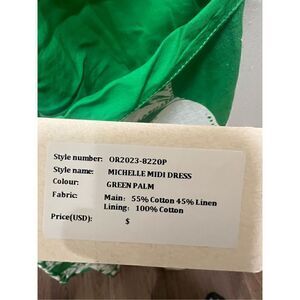 Style number: OR2023-8220P
Style name: MICHELLE MIDI DRESS
Colour: GREEN PALM
Fabric: Main: 55% Cotton 45% Linen
Lining: 100% Cotton
Price(USD): $